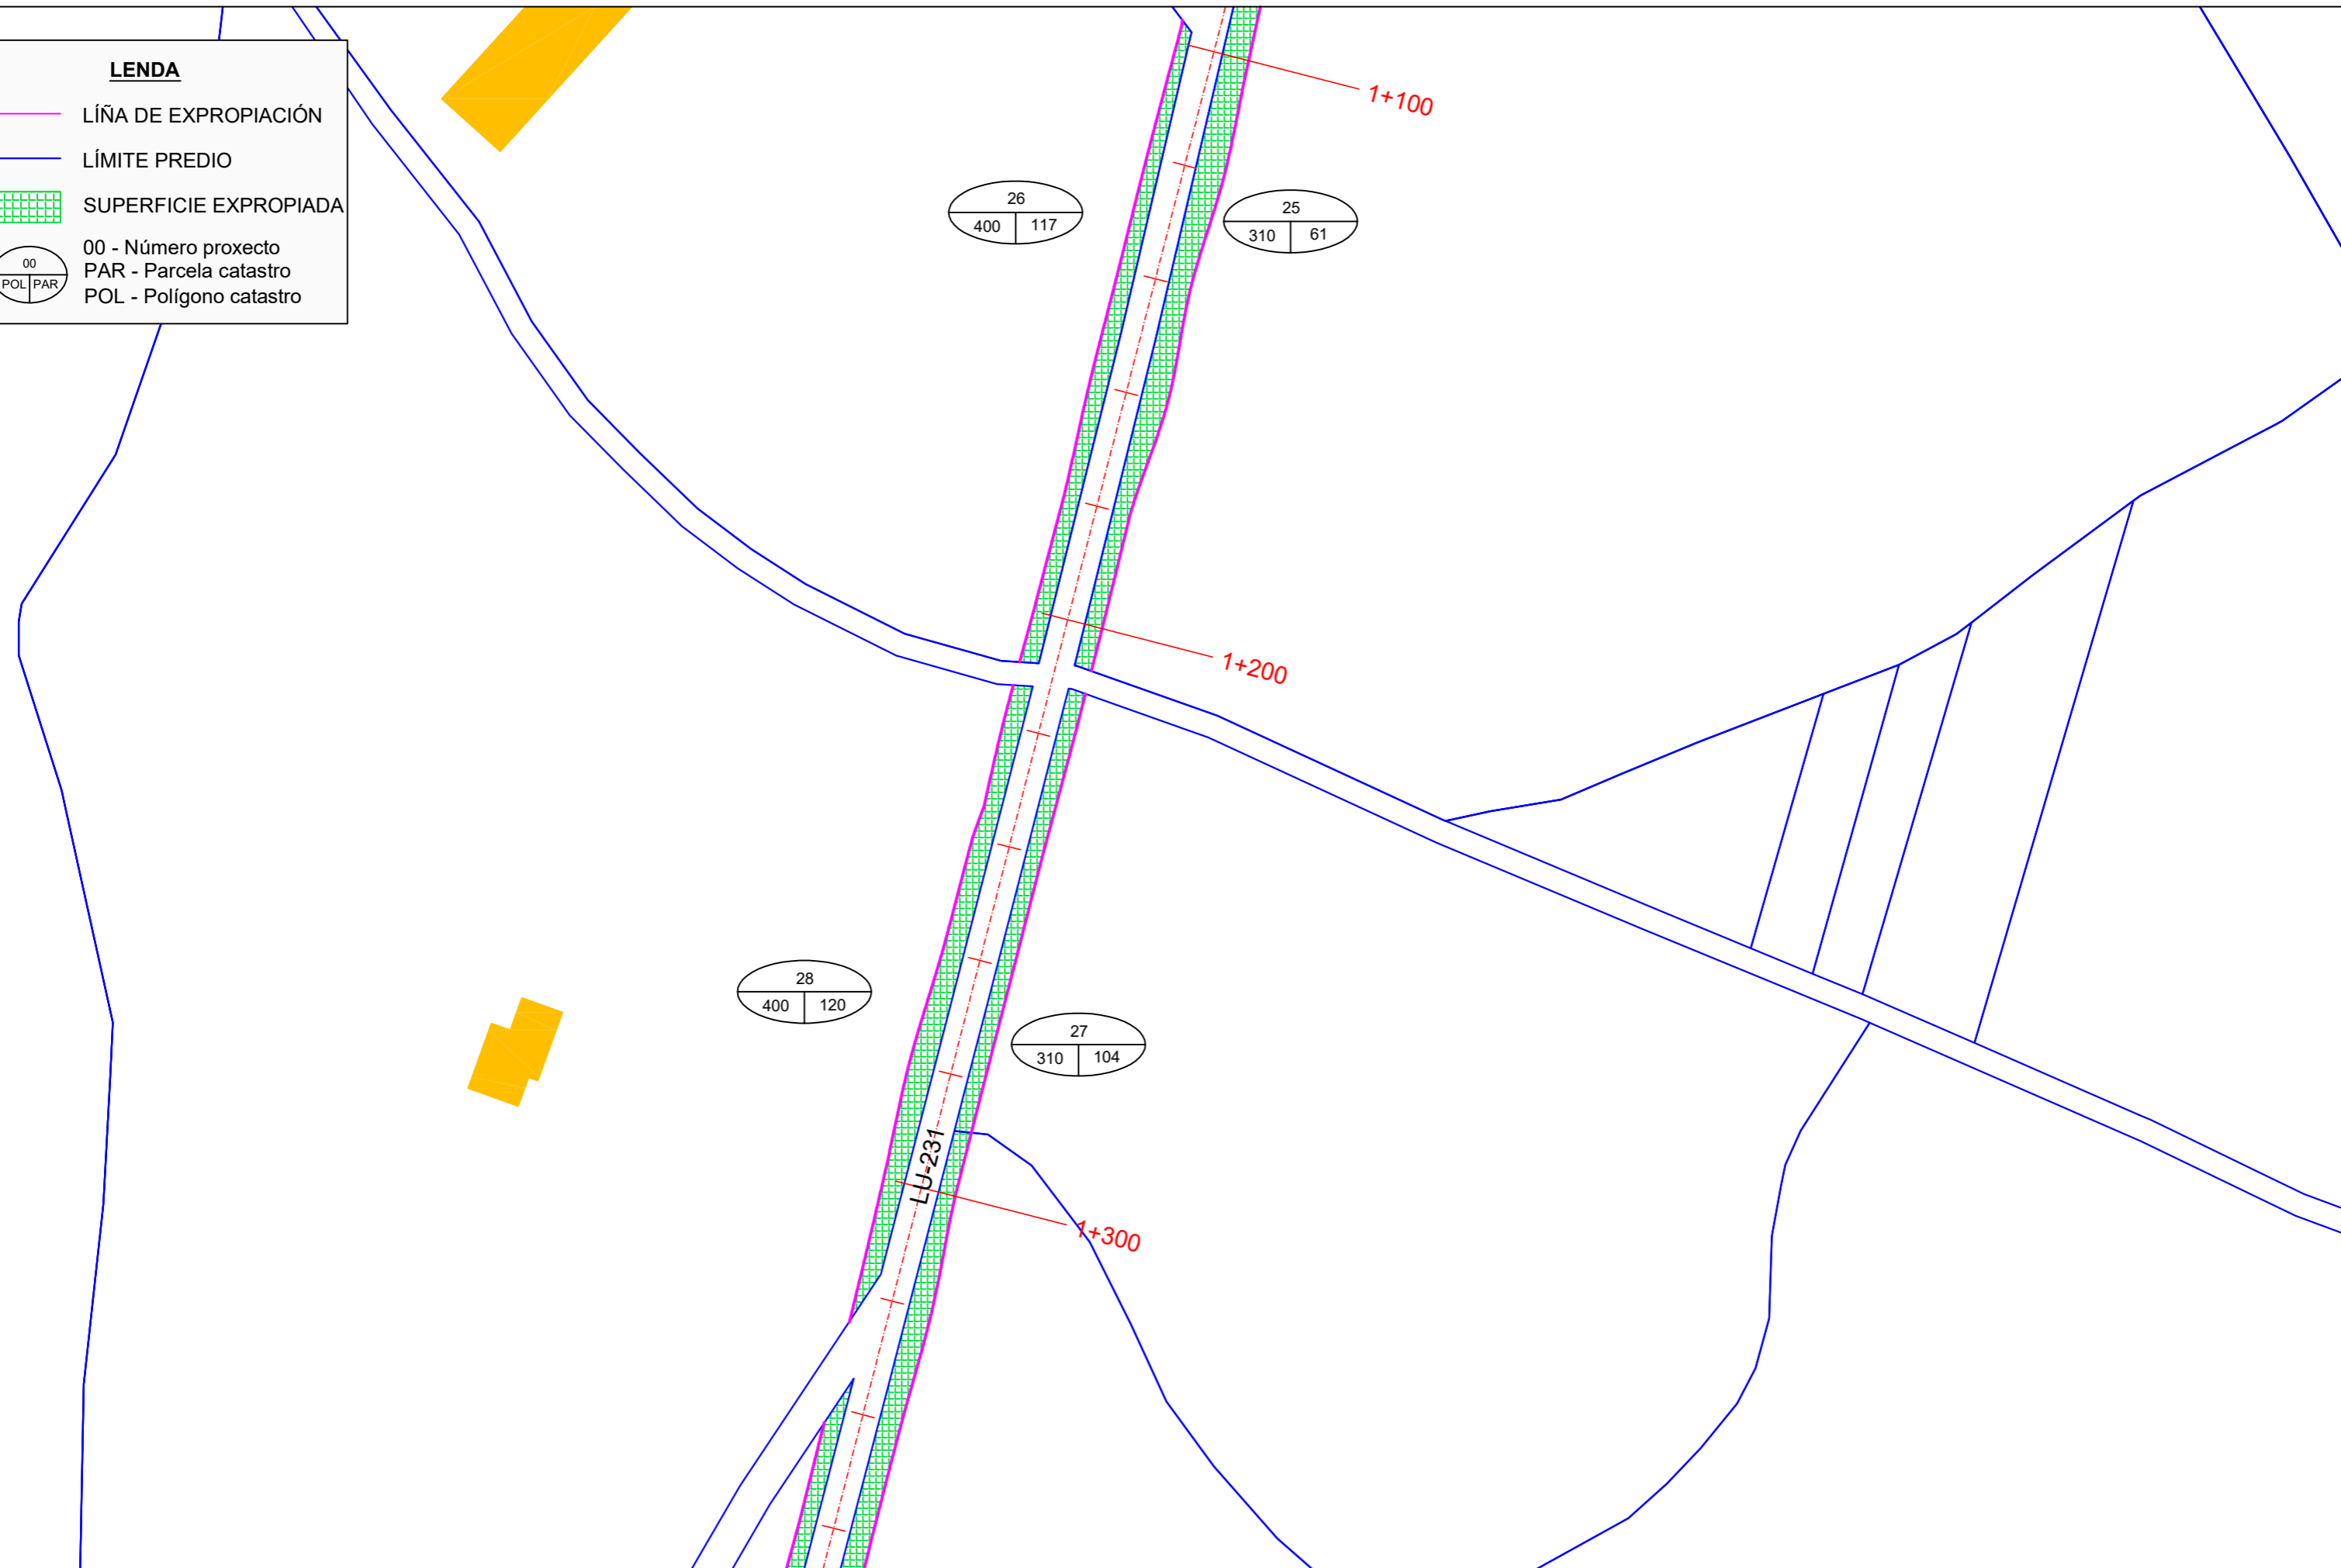 LENDA
LÍÑA DE EXPROPIACIÓN
LÍMITE PREDIO
SUPERFICIE EXPROPIADA
00 - Número proxecto
PAR - Parcela catastro
POL - Polígono catastro
00
POL PAR
1+100
26
400 117
25
310 61
1+200
28
400 120
27
310 104
LU-231
1+300